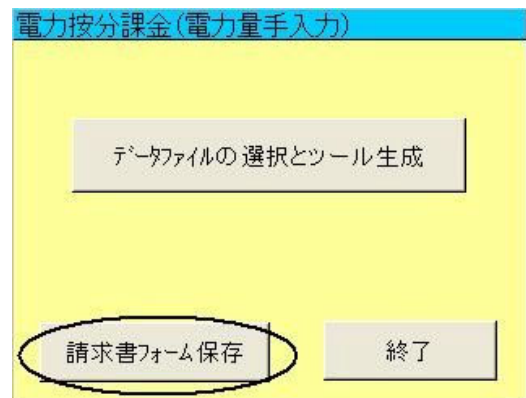 電力按分課金(電力量手入力)
ﾃﾞｰﾀﾌｧｲﾙの選択とツール生成
請求書ﾌｫｰﾑ保存
終了